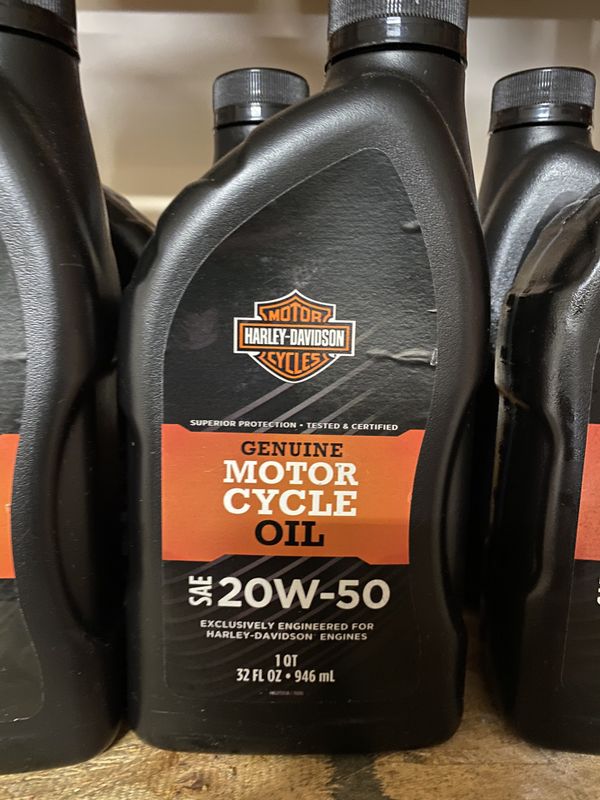 MOTOR
HARLEY-DAVIDSON
CYCLES
SUPERIOR PROTECTION • TESTED & CERTIFIED
GENUINE
MOTOR
CYCLE
OIL
SAE 20W-50
EXCLUSIVELY ENGINEERED FOR
HARLEY-DAVIDSON® ENGINES
1 QT
32 FL OZ • 946 mL